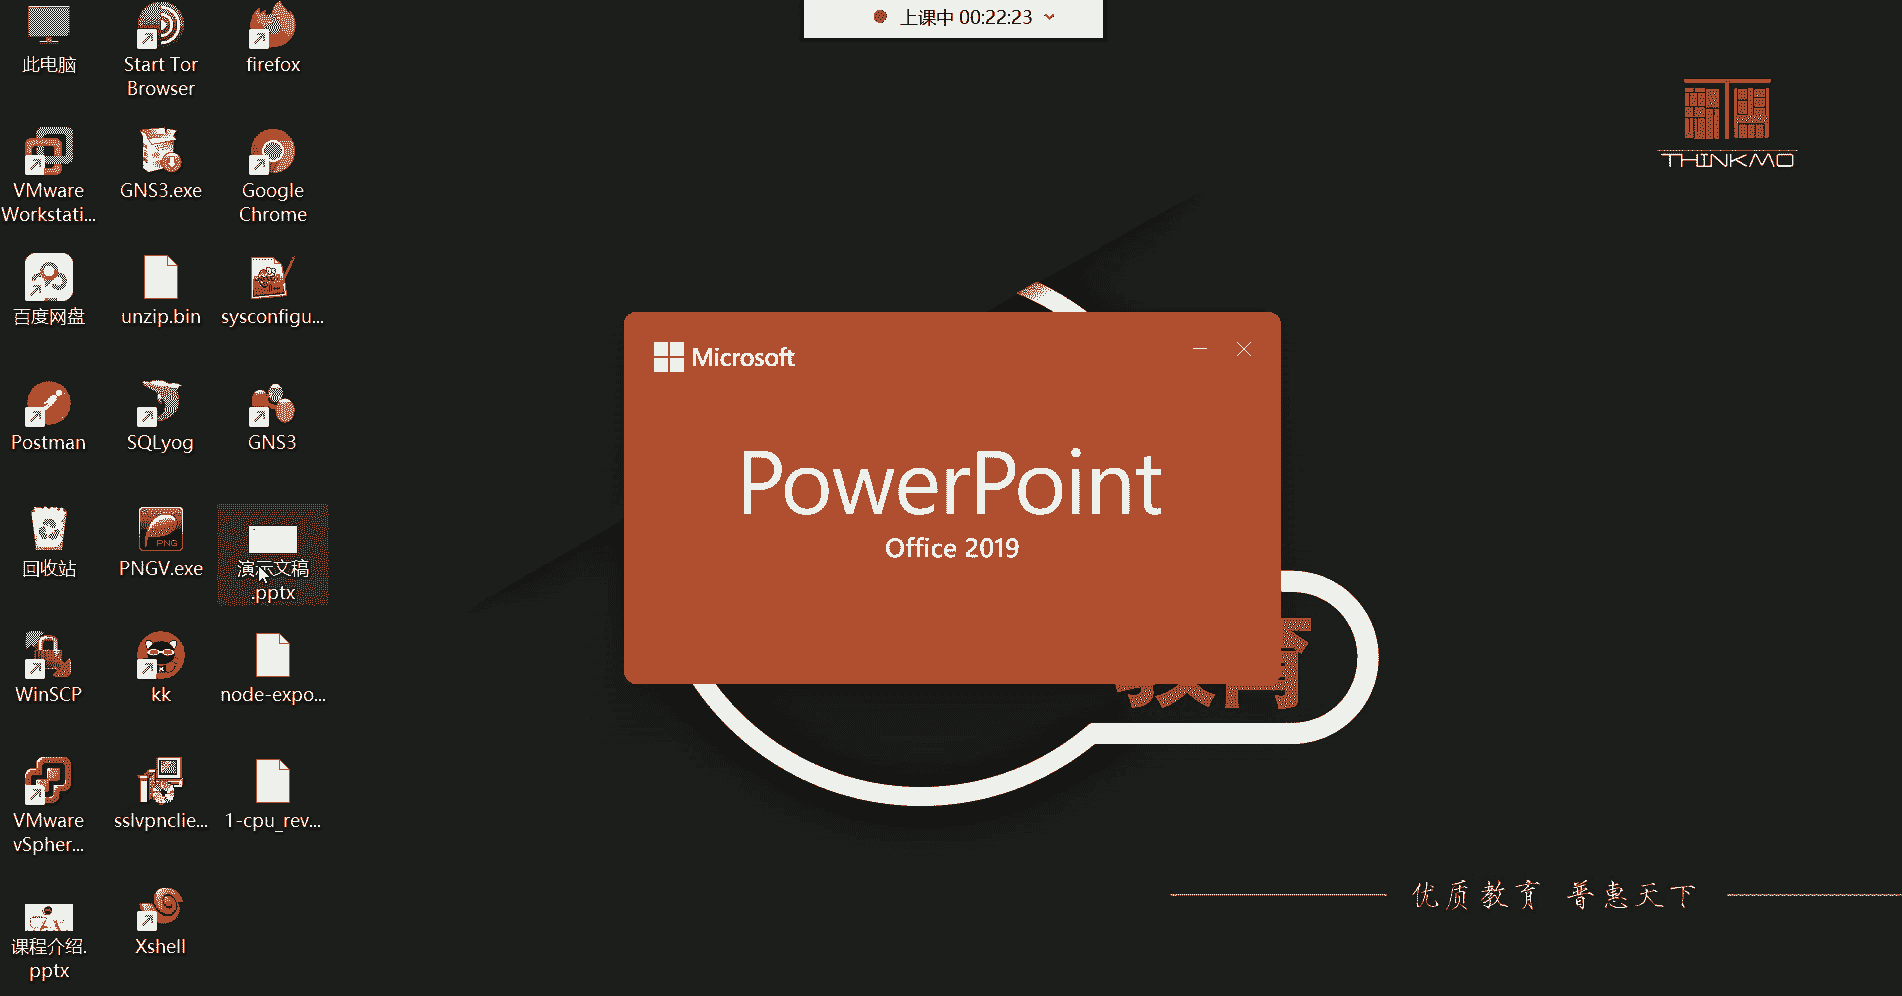 上课中 00:22:23
此电脑
Start Tor
Browser
firefox
THINKMO
VMware
Workstati...
GNS3.exe
Google
Chrome
百度网盘
unzip.bin
sysconfigu...
Microsoft
PowerPoint
Office 2019
Postman
SQLyog
GNS3
回收站
PNG
PNGV.exe
演示文稿
.pptx
教育
WinSCP
kk
node-expo...
VMware
vSpher...
sslvpnclie...
1-cpu_rev...
优质教育 普惠天下
课程介绍.
pptx
Xshell